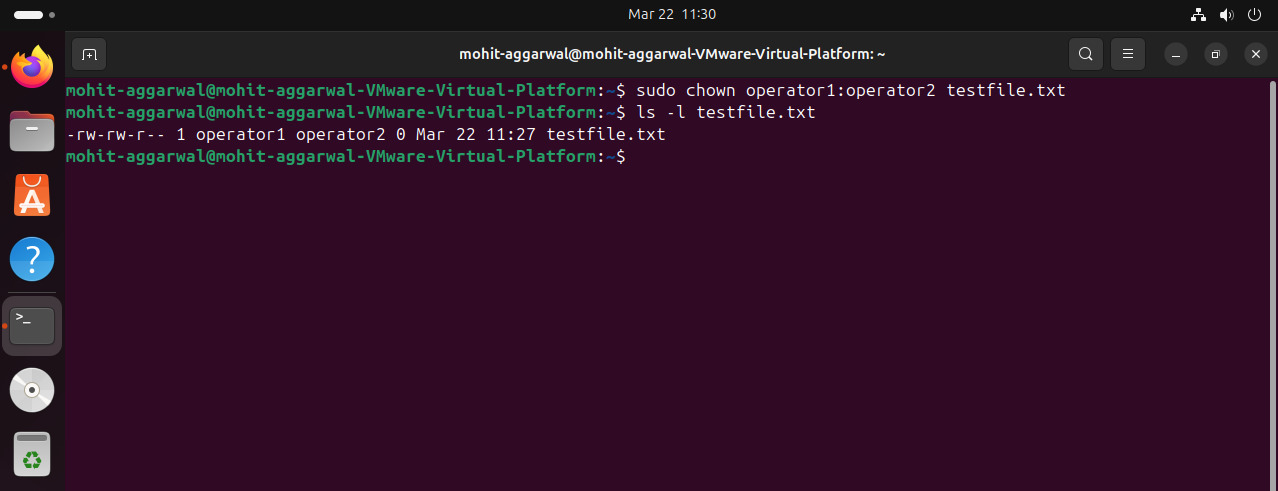 Mar 22 11:30
mohit-aggarwal@mohit-aggarwal-VMware-Virtual-Platform: ~
mohit-aggarwal@mohit-aggarwal-VMware-Virtual-Platform:~$ sudo chown operator1:operator2 testfile.txt
mohit-aggarwal@mohit-aggarwal-VMware-Virtual-Platform:~$ ls -l testfile.txt
-rw-rw-r-- 1 operator1 operator2 0 Mar 22 11:27 testfile.txt
mohit-aggarwal@mohit-aggarwal-VMware-Virtual-Platform:~$